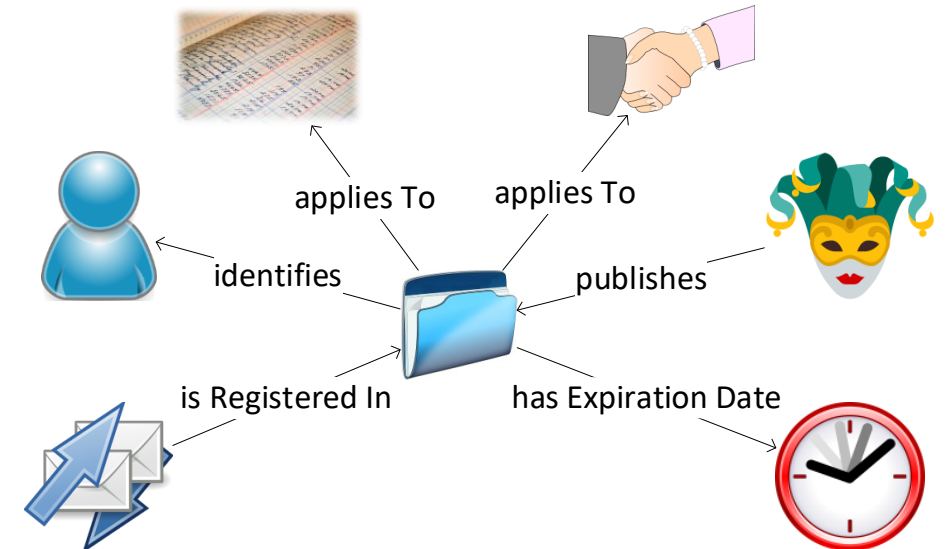 applies To
applies To
identifies
publishes
is Registered In
has Expiration Date